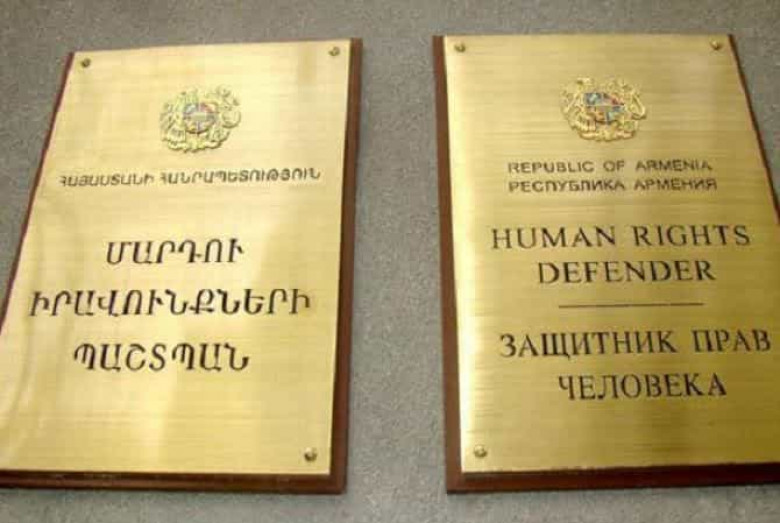 ՀԱՅԱՍՏԱՆԻ ՀԱՆՐԱՊԵՏՈՒԹՅՈՒՆ
ՄԱՐԴՈՒ
ԻՐԱՎՈՒՆՔՆԵՐԻ
ՊԱՇՏՊԱՆ
REPUBLIC OF ARMENIA
РЕСПУБЛИКА АРМЕНИЯ
HUMAN RIGHTS
DEFENDER
ЗАЩИТНИК ПРАВ
ЧЕЛОВЕКА